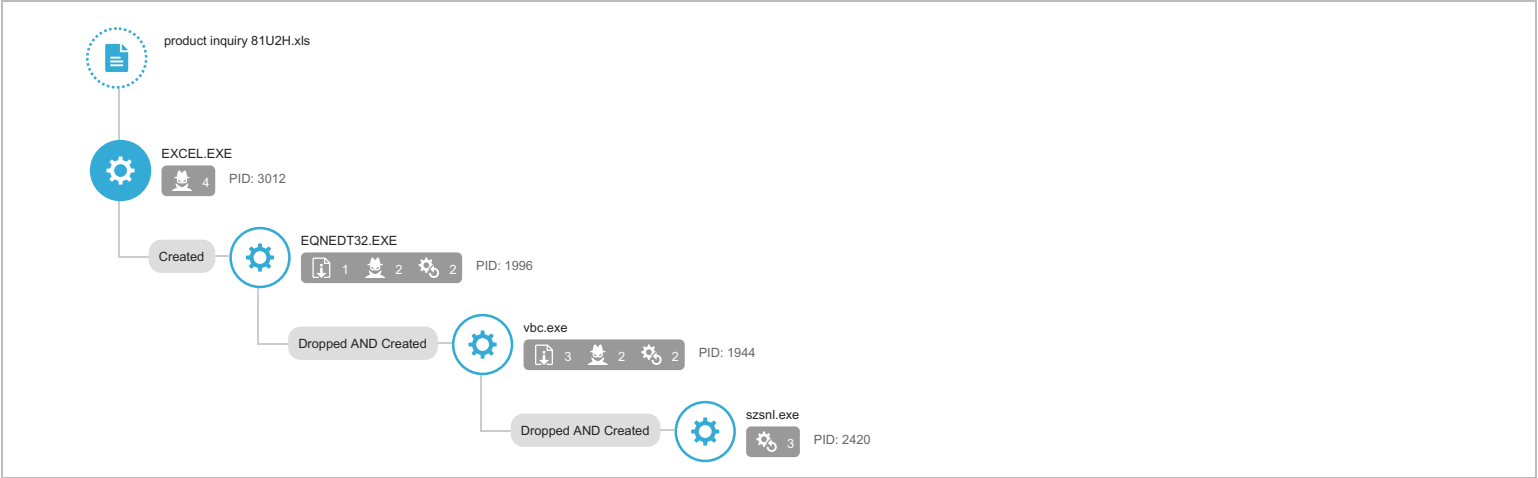 product inquiry 81U2H.xls
EXCEL.EXE
4 PID: 3012
Created
EQNEDT32.EXE
1 2 2 PID: 1996
Dropped AND Created
vbc.exe
3 2 2 PID: 1944
Dropped AND Created
szsnl.exe
3 PID: 2420